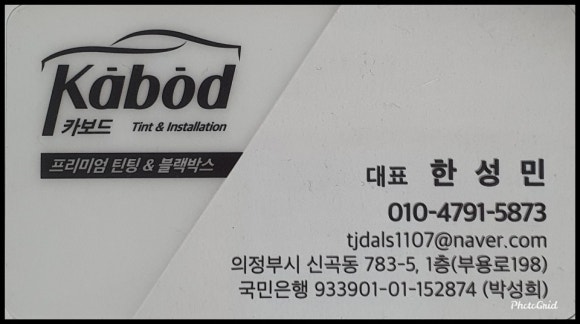 Kābōd
카보드 Tint & Installation
프리미엄 틴팅 & 블랙박스
대표 한성민
010-4791-5873
tjdals1107@naver.com
의정부시 신곡동 783-5, 1층(부용로198)
국민은행 933901-01-152874 (박성희)
PhotoGrid